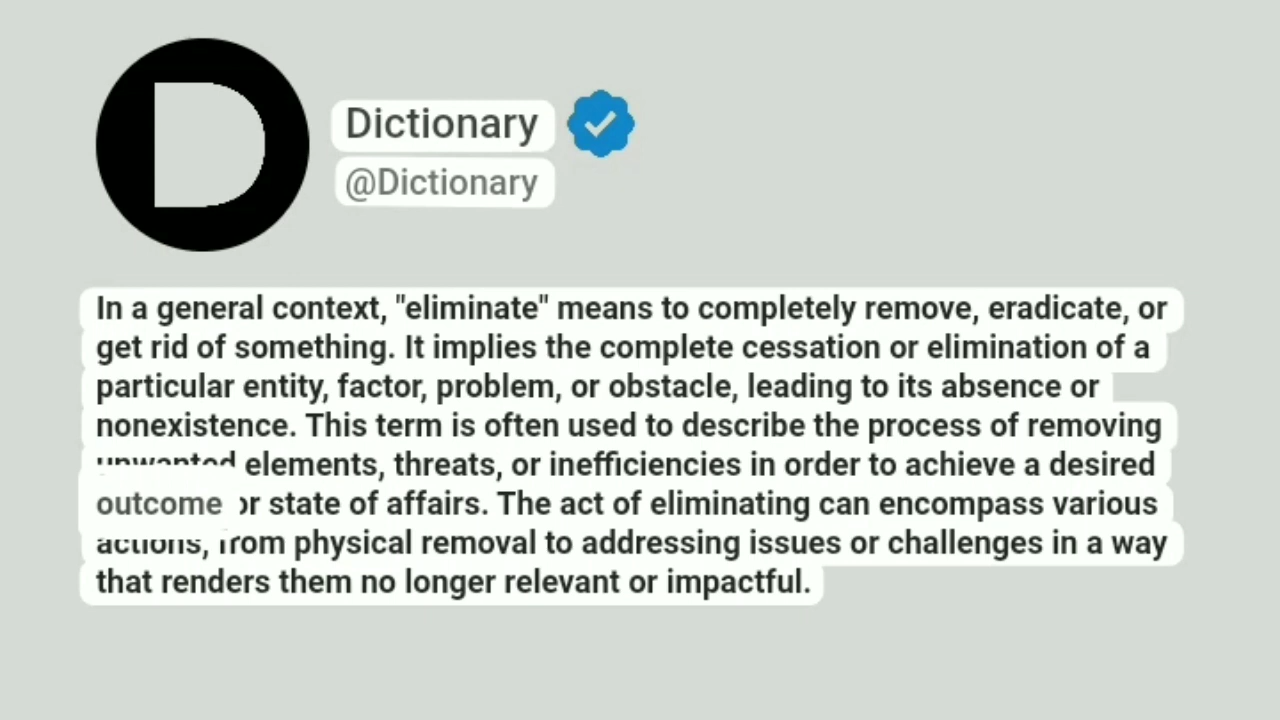 D
Dictionary
@Dictionary
In a general context, "eliminate" means to completely remove, eradicate, or
get rid of something. It implies the complete cessation or elimination of a
particular entity, factor, problem, or obstacle, leading to its absence or
nonexistence. This term is often used to describe the process of removing
unwanted elements, threats, or inefficiencies in order to achieve a desired
outcome or state of affairs. The act of eliminating can encompass various
actions, from physical removal to addressing issues or challenges in a way
that renders them no longer relevant or impactful.